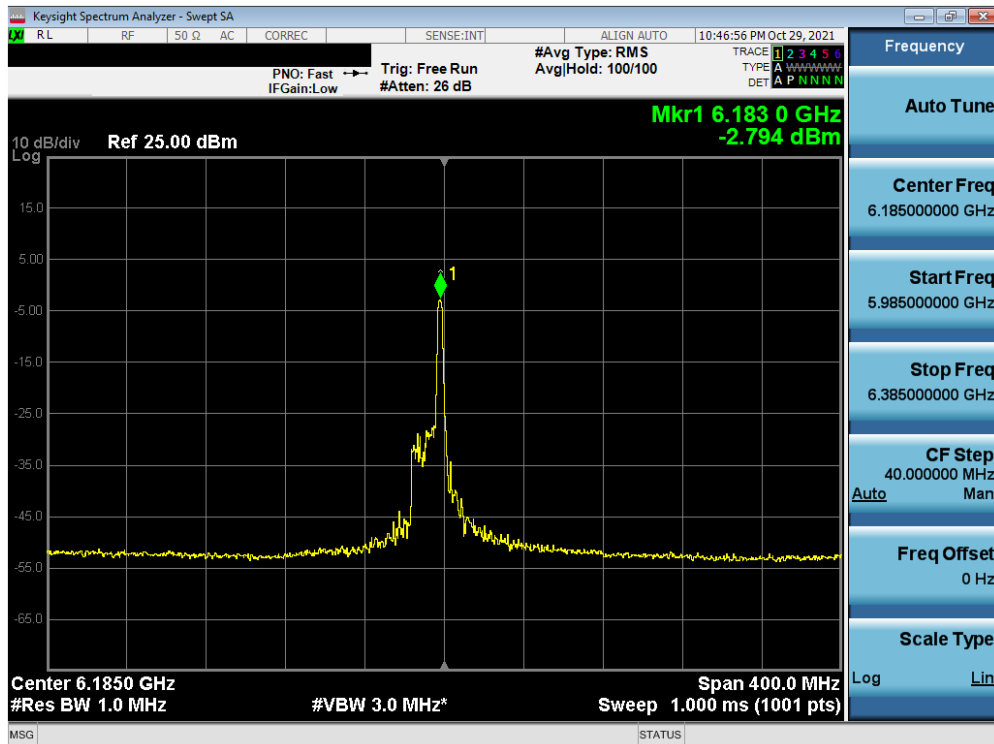 Keysight Spectrum Analyzer - Swept SA
LXI RL RF 50 Ω AC CORREC SENSE:INT ALIGN AUTO 10:46:56 PM Oct 29, 2021
Frequency
PNO: Fast
IFGain:Low
Trig: Free Run
#Atten: 26 dB
#Avg Type: RMS
Avg|Hold: 100/100
TRACE 1 2 3 4 5 6
TYPE A WWWWW
DET A P N N N N
Mkr1 6.183 0 GHz
-2.794 dBm
10 dB/div
Log
Ref 25.00 dBm
15.0
5.00
-5.00
-15.0
-25.0
-35.0
-45.0
-55.0
-65.0
1
Center 6.1850 GHz
#Res BW 1.0 MHz
#VBW 3.0 MHz*
Span 400.0 MHz
Sweep 1.000 ms (1001 pts)
Auto Tune
Center Freq
6.185000000 GHz
Start Freq
5.985000000 GHz
Stop Freq
6.385000000 GHz
CF Step
40.000000 MHz
Auto Man
Freq Offset
0 Hz
Scale Type
Log Lin
MSG STATUS